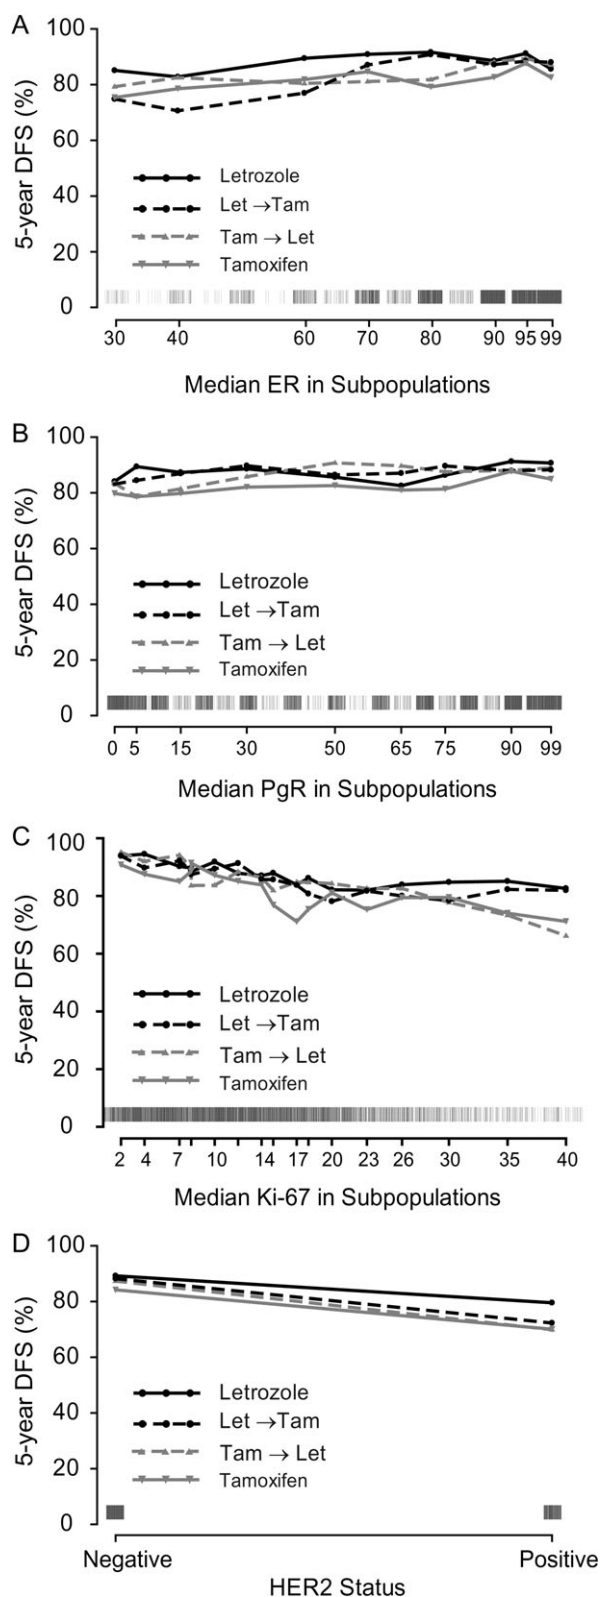 A
100
80
60
40
20
0
5-year DFS (%)
Letrozole
Let →Tam
Tam → Let
Tamoxifen
30 40 60 70 80 90 95 99
Median ER in Subpopulations
B
100
80
60
40
20
0
5-year DFS (%)
Letrozole
Let →Tam
Tam → Let
Tamoxifen
0 5 15 30 50 65 75 90 99
Median PgR in Subpopulations
C
100
80
60
40
20
0
5-year DFS (%)
Letrozole
Let →Tam
Tam → Let
Tamoxifen
2 4 7 10 14 15 17 20 23 26 30 35 40
Median Ki-67 in Subpopulations
D
100
80
60
40
20
0
5-year DFS (%)
Letrozole
Let →Tam
Tam → Let
Tamoxifen
Negative Positive
HER2 Status